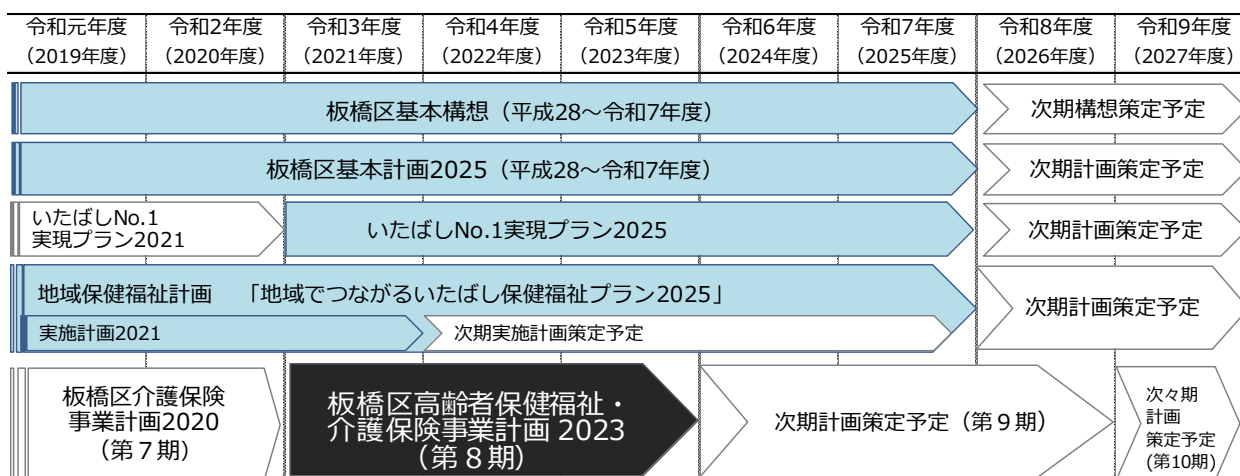 令和元年度 令和2年度 令和3年度 令和4年度 令和5年度 令和6年度 令和7年度 令和8年度 令和9年度
(2019年度) (2020年度) (2021年度) (2022年度) (2023年度) (2024年度) (2025年度) (2026年度) (2027年度)
板橋区基本構想（平成28～令和7年度） 次期構想策定予定
板橋区基本計画2025（平成28～令和7年度） 次期計画策定予定
いたばしNo.1
実現プラン2021
いたばしNo.1実現プラン2025 次期計画策定予定
地域保健福祉計画 「地域でつながるいたばし保健福祉プラン2025」
次期計画策定予定
実施計画2021 次期実施計画策定予定
板橋区介護保険
事業計画2020
（第７期）
板橋区高齢者保健福祉・
介護保険事業計画 2023
（第８期）
次期計画策定予定（第９期）
次々期
計画
策定予定
(第10期)